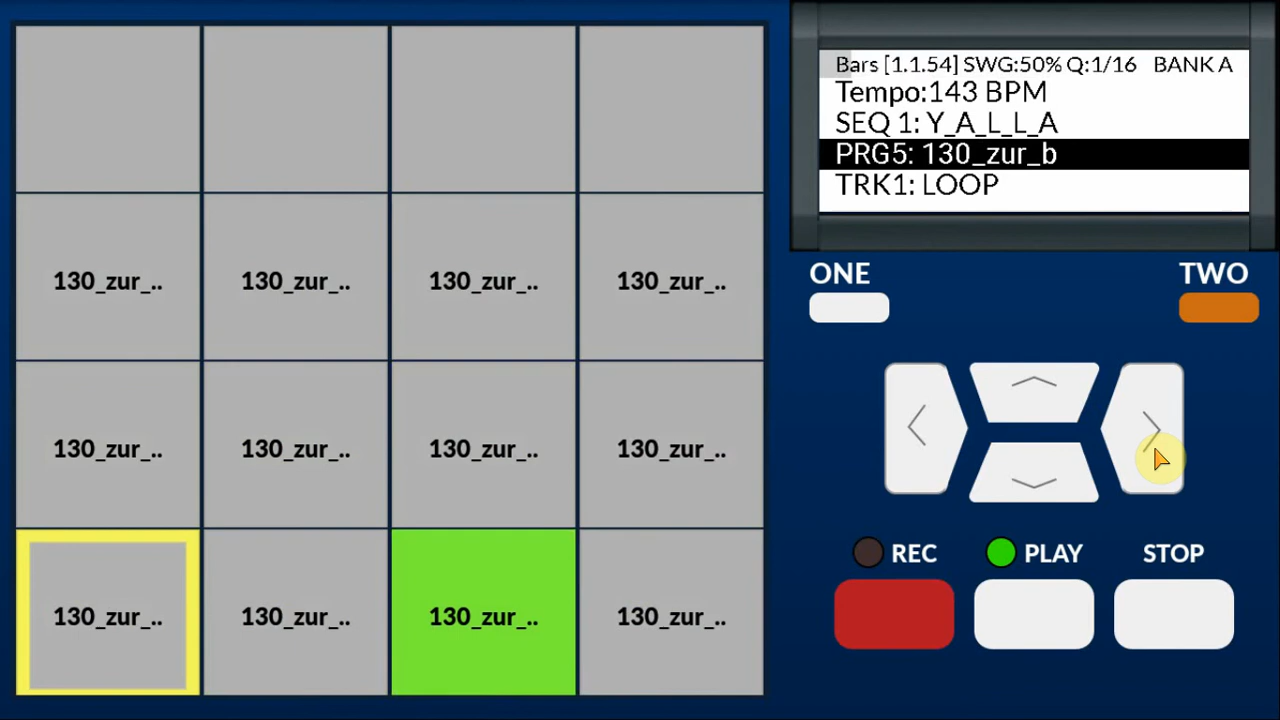 Bars [1.1.54] SWG:50% Q:1/16 BANK A
Tempo:143 BPM
SEQ 1: Y_A_L_L_A
PRG5: 130_zur_b
TRK1: LOOP
ONE TWO
130_zur_.. 130_zur_.. 130_zur_.. 130_zur_..
130_zur_.. 130_zur_.. 130_zur_.. 130_zur_..
130_zur_.. 130_zur_.. 130_zur_.. 130_zur_..
REC PLAY STOP